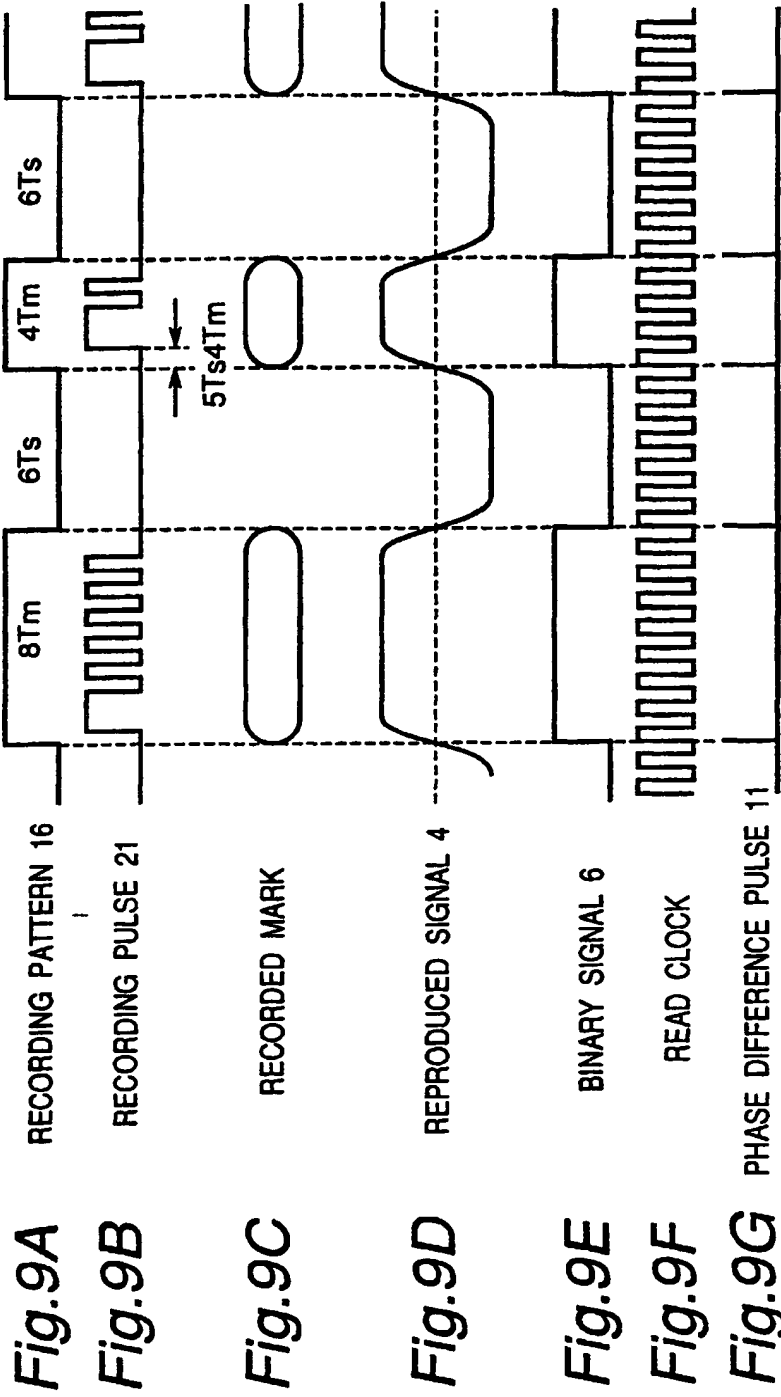 Fig.9A RECORDING PATTERN 16
8Tm 6Ts 4Tm 6Ts
Fig.9B RECORDING PULSE 21
5Ts4Tm
Fig.9C RECORDED MARK
Fig.9D REPRODUCED SIGNAL 4
Fig.9E BINARY SIGNAL 6
Fig.9F READ CLOCK
Fig.9G PHASE DIFFERENCE PULSE 11